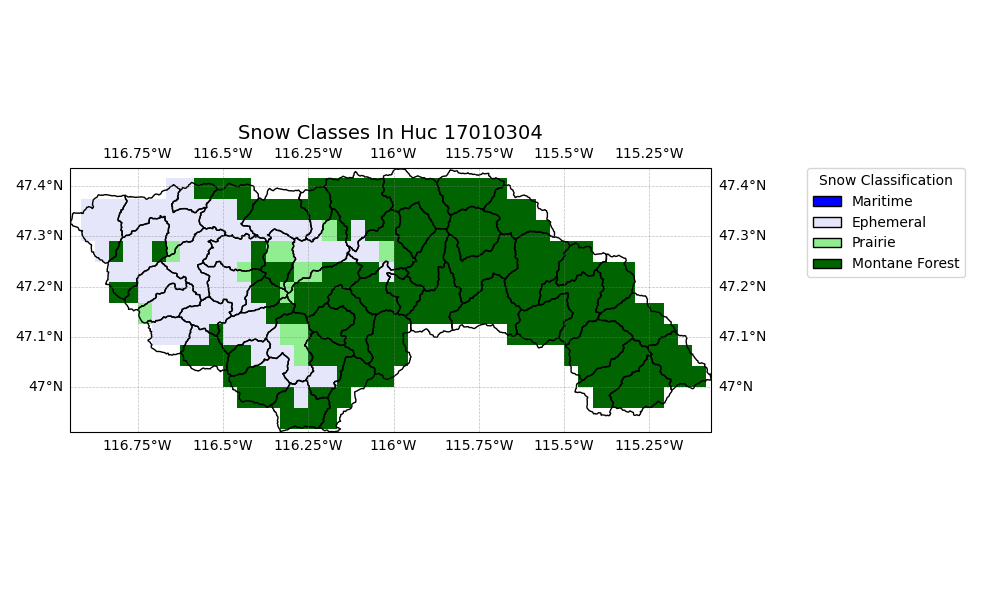 Snow Classes In Huc 17010304
116.75°W 116.5°W 116.25°W 116°W 115.75°W 115.5°W 115.25°W
47.4°N 47.4°N
47.3°N 47.3°N
47.2°N 47.2°N
47.1°N 47.1°N
47°N 47°N
116.75°W 116.5°W 116.25°W 116°W 115.75°W 115.5°W 115.25°W
Snow Classification
Maritime
Ephemeral
Prairie
Montane Forest